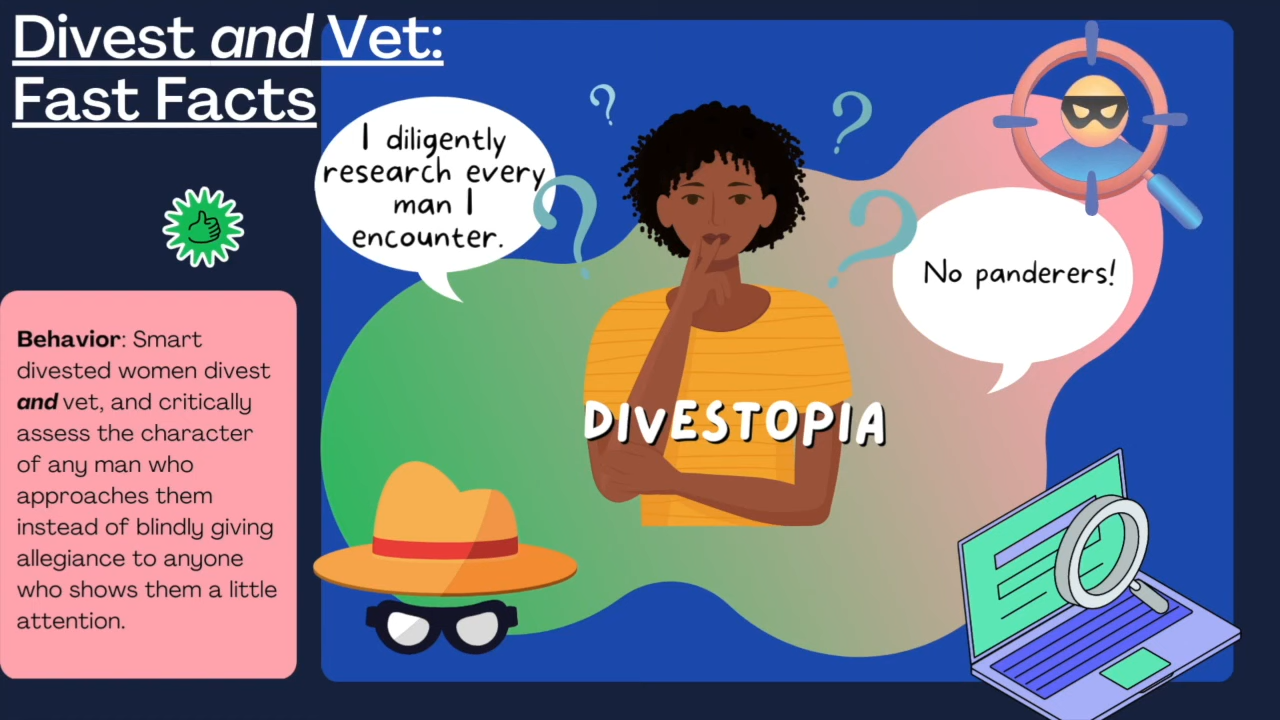 Divest and Vet:
Fast Facts
I diligently
research every
man I
encounter.
No panderers!
DIVESTOPIA
Behavior: Smart
divested women divest
and vet, and critically
assess the character
of any man who
approaches them
instead of blindly giving
allegiance to anyone
who shows them a little
attention.